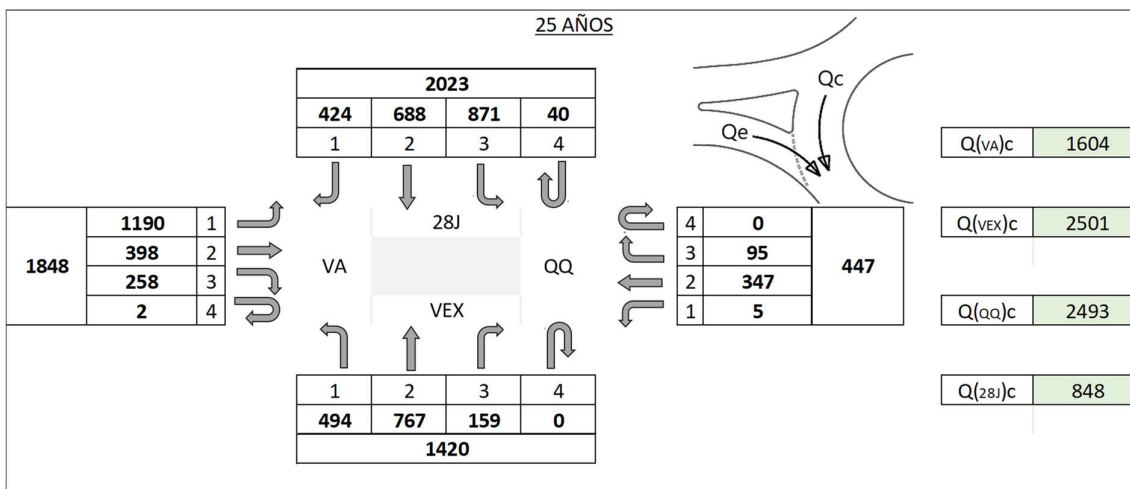 25 AÑOS
2023
424 688 871 40
1 2 3 4
Qc
Qe
Q(VA)c 1604
1848
1190 1
398 2
258 3
2 4
28J
VA
QQ
VEX
4 0
3 95
2 347
1 5
447
Q(VEX)c 2501
Q(QQ)c 2493
1 2 3 4
494 767 159 0
1420
Q(28J)c 848